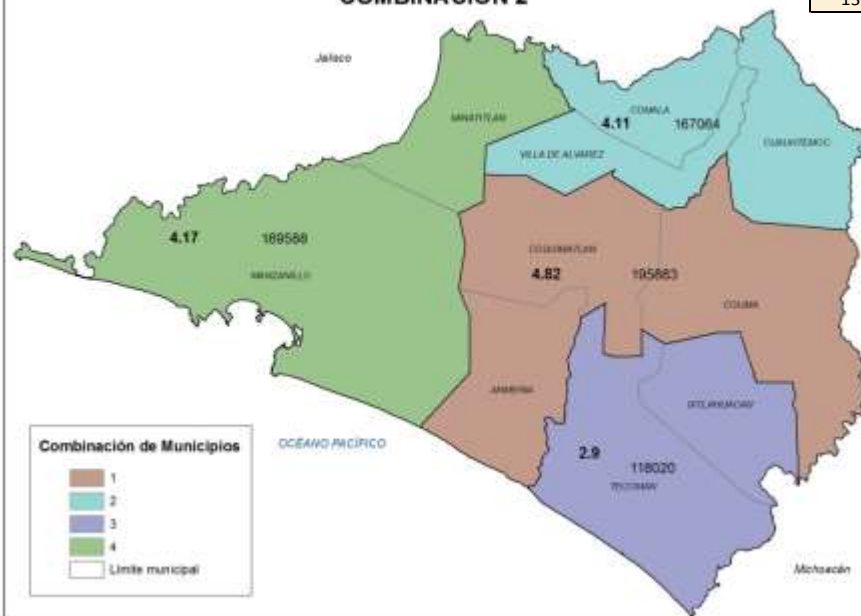 COMBINACIÓN 2
Jalisco
MINATITLAN
COMALA
4.11 167064
VILLA DE ALVAREZ
CUAUHTEMOC
4.17
MANZANILLO
COQUIMATLAN
4.82 195883
COLIMA
ARMERIA
IXTLAHUACAN
2.9 118020
TECOMAN
OCÉANO PACÍFICO
Michoacán
Combinación de Municipios
1
2
3
4
Límite municipal